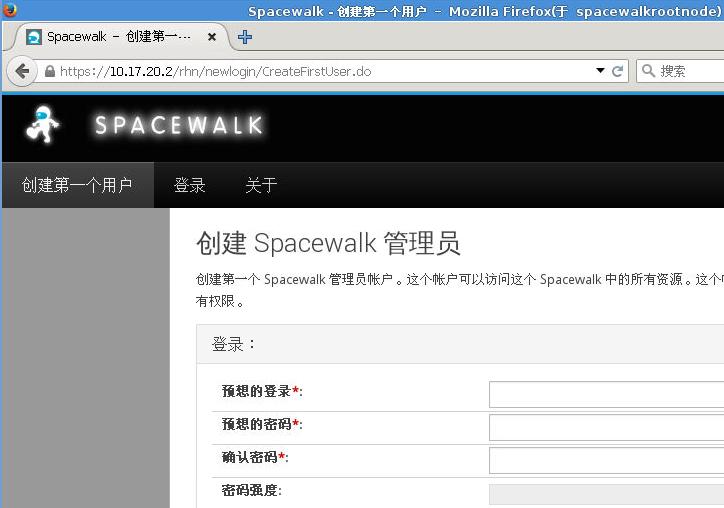 Spacewalk - 创建第一个用户 - Mozilla Firefox(于 spacewalkrootnode)
Spacewalk - 创建第一...
https://10.17.20.2/rhn/newlogin/CreateFirstUser.do
搜索
SPACEWALK
创建第一个用户 登录 关于
创建 Spacewalk 管理员
创建第一个 Spacewalk 管理员帐户。这个帐户可以访问这个 Spacewalk 中的所有资源。这个
有权限。
登录：
预想的登录*:
预想的密码*:
确认密码*:
密码强度: